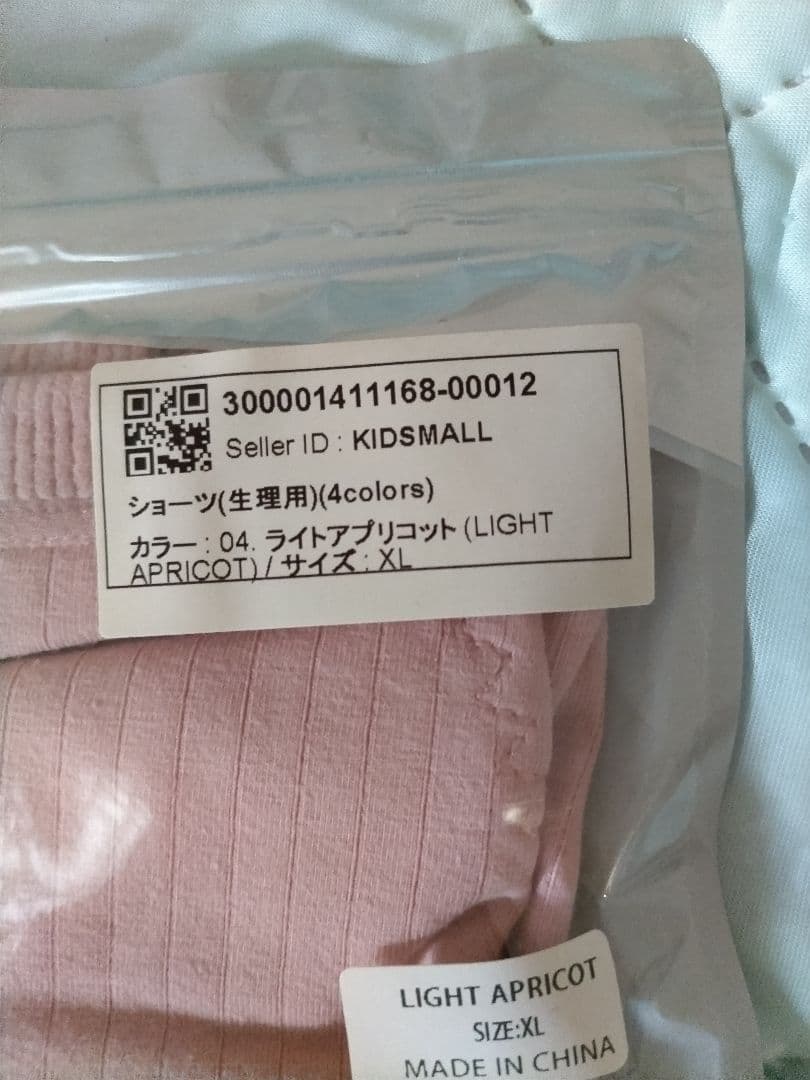 300001411168-00012
Seller ID : KIDSMALL
ショーツ(生理用)(4colors)
カラー : 04. ライトアプリコット (LIGHT
APRICOT) / サイズ : XL
LIGHT APRICOT
SIZE:XL
MADE IN CHINA